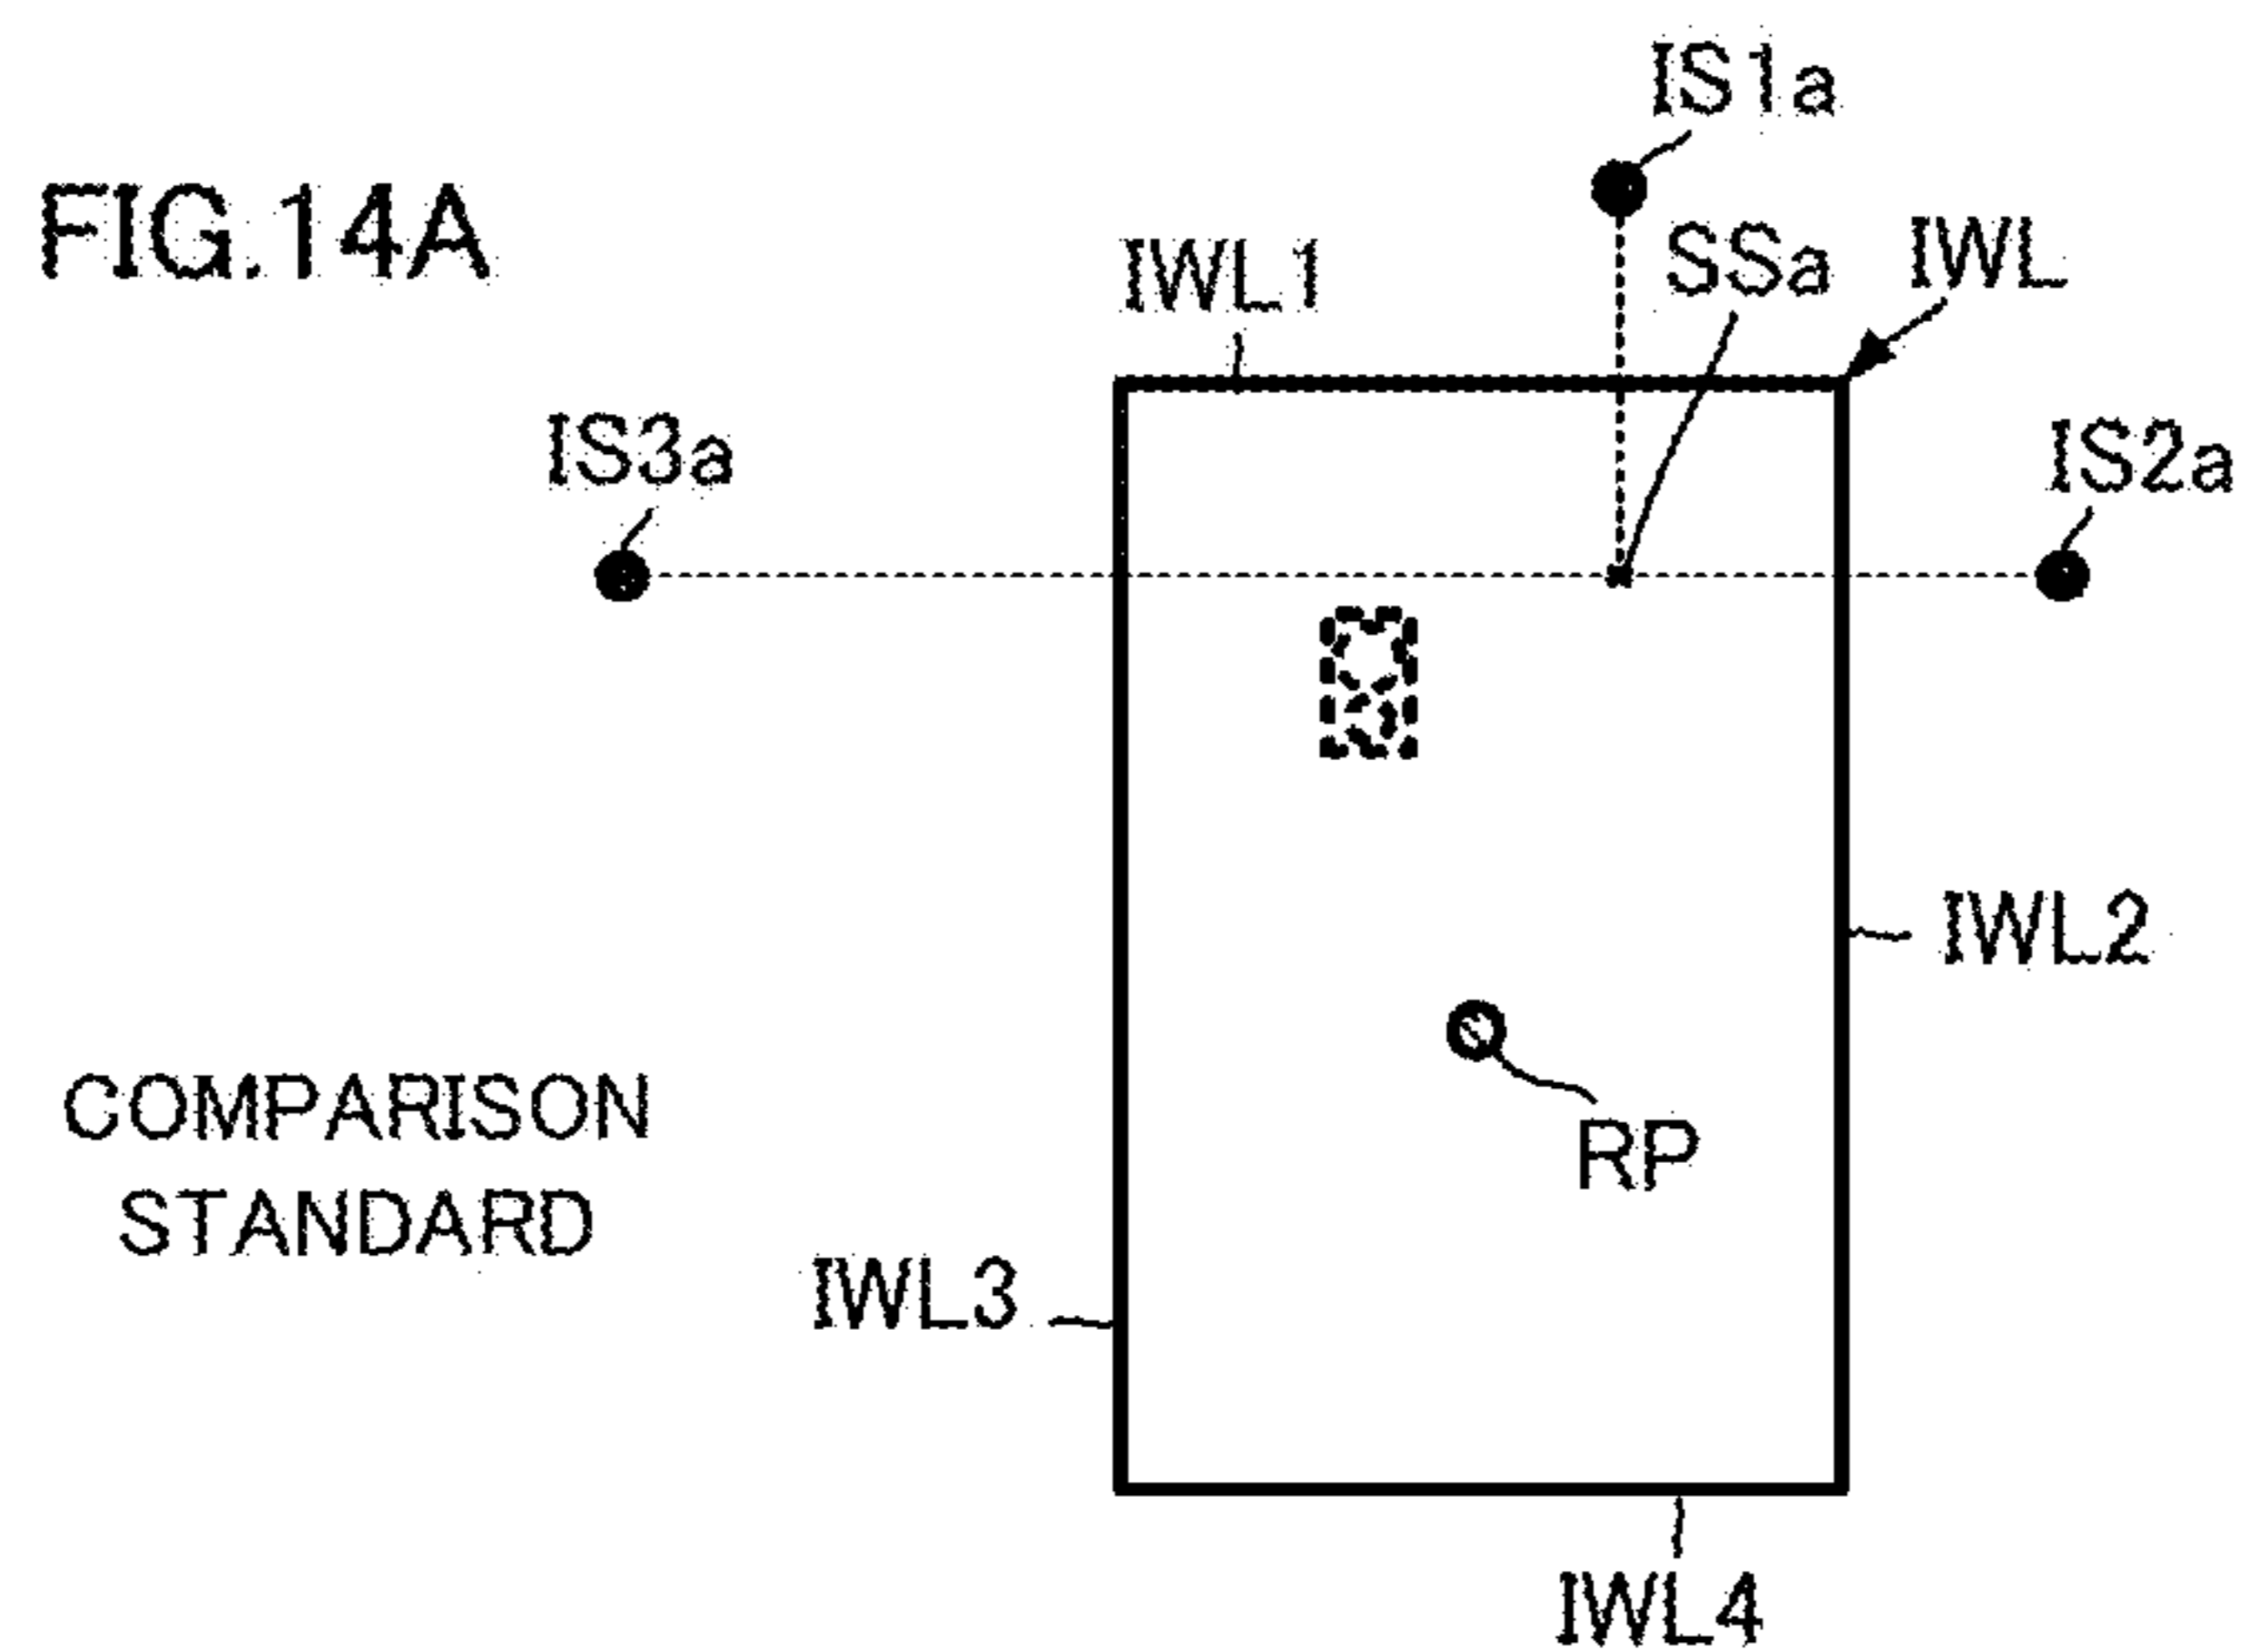 FIG.14A
IS1a
SSa
IWL
IWL1
IS3a
IS2a
IWL2
RP
COMPARISON
STANDARD
IWL3
IWL4